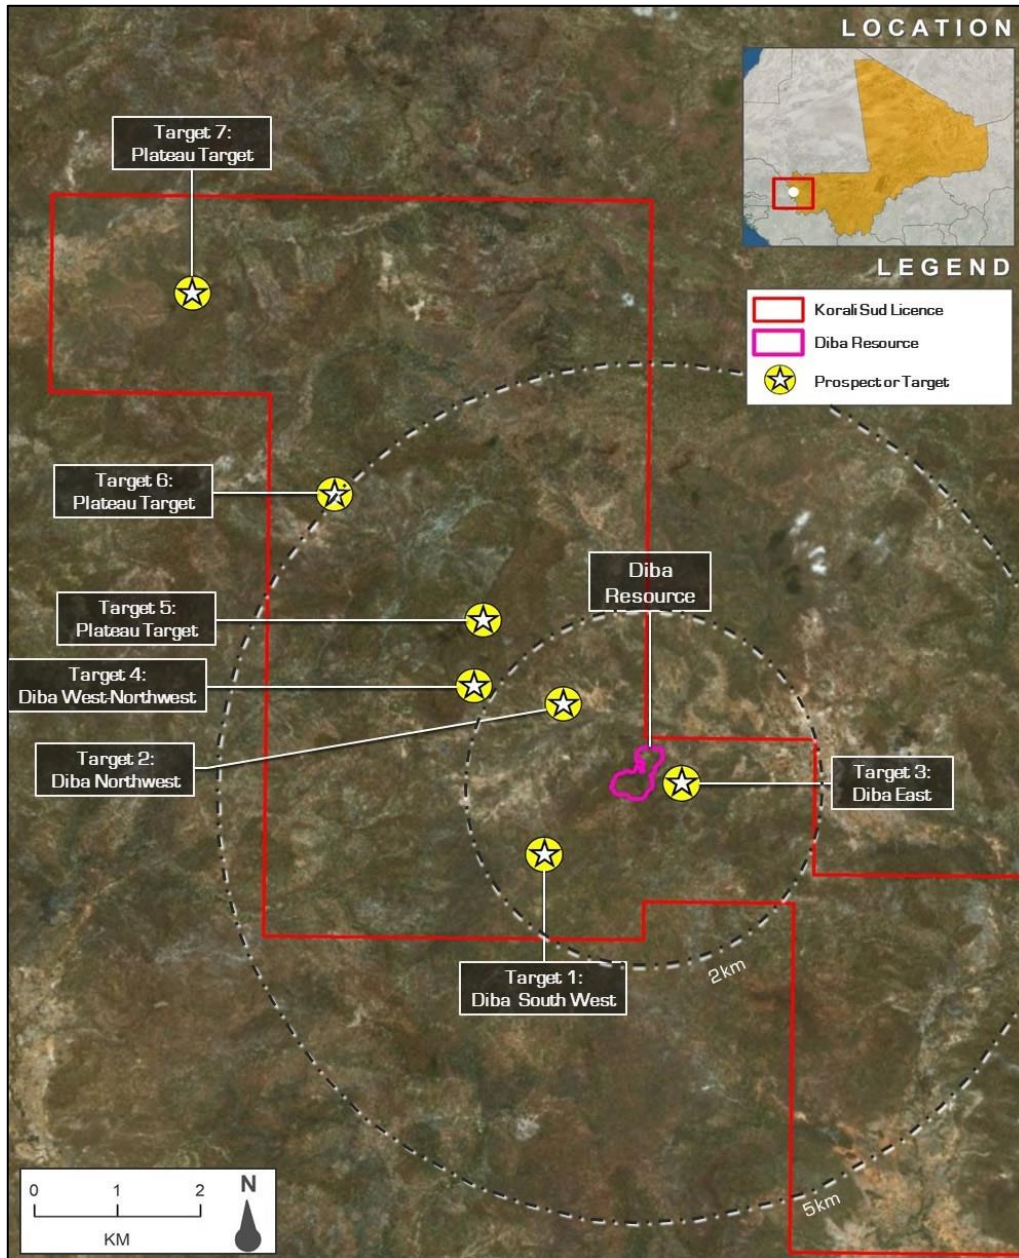 LOCATION
LEGEND
Korali Sud Licence
Diba Resource
Prospect or Target
Target 7:
Plateau Target
Target 6:
Plateau Target
Target 5:
Plateau Target
Target 4:
Diba West-Northwest
Target 2:
Diba Northwest
Diba
Resource
Target 3:
Diba East
Target 1:
Diba South West
2km
5km
0 1 2
KM
N